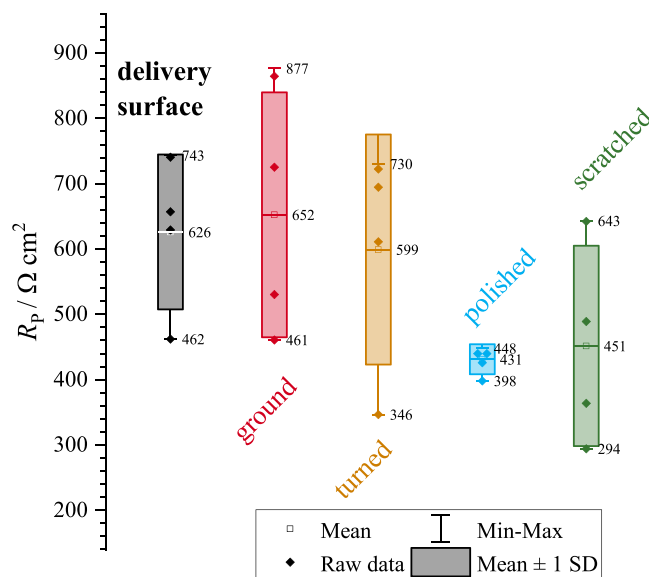 R_P / Ω cm²
900
800
700
600
500
400
300
200
delivery
surface
743
626
462
877
652
461
ground
730
599
346
turned
polished
448
431
398
scratched
643
451
294
Mean
Min-Max
Raw data
Mean ± 1 SD